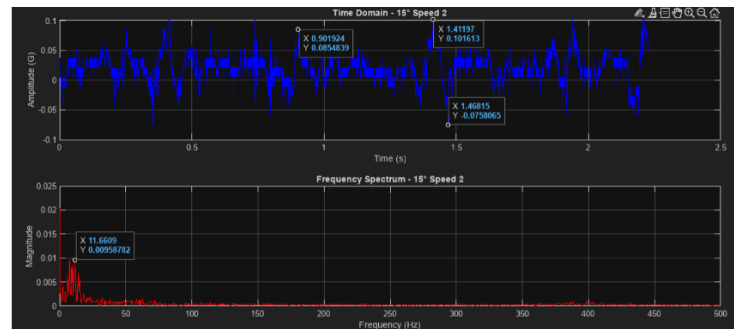 Time Domain - 15° Speed 2
0.1
0.05
0
-0.05
-0.1
Amplitude (G)
X 0.901924
Y 0.0854839
X 1.41197
Y 0.101613
X 1.46815
Y -0.0758065
0 0.5 1 1.5 2 2.5
Time (s)
Frequency Spectrum - 15° Speed 2
0.025
0.02
0.015
0.01
0.005
0
Magnitude
X 11.6609
Y 0.00958782
0 50 100 150 200 250 300 350 400 450 500
Frequency (Hz)